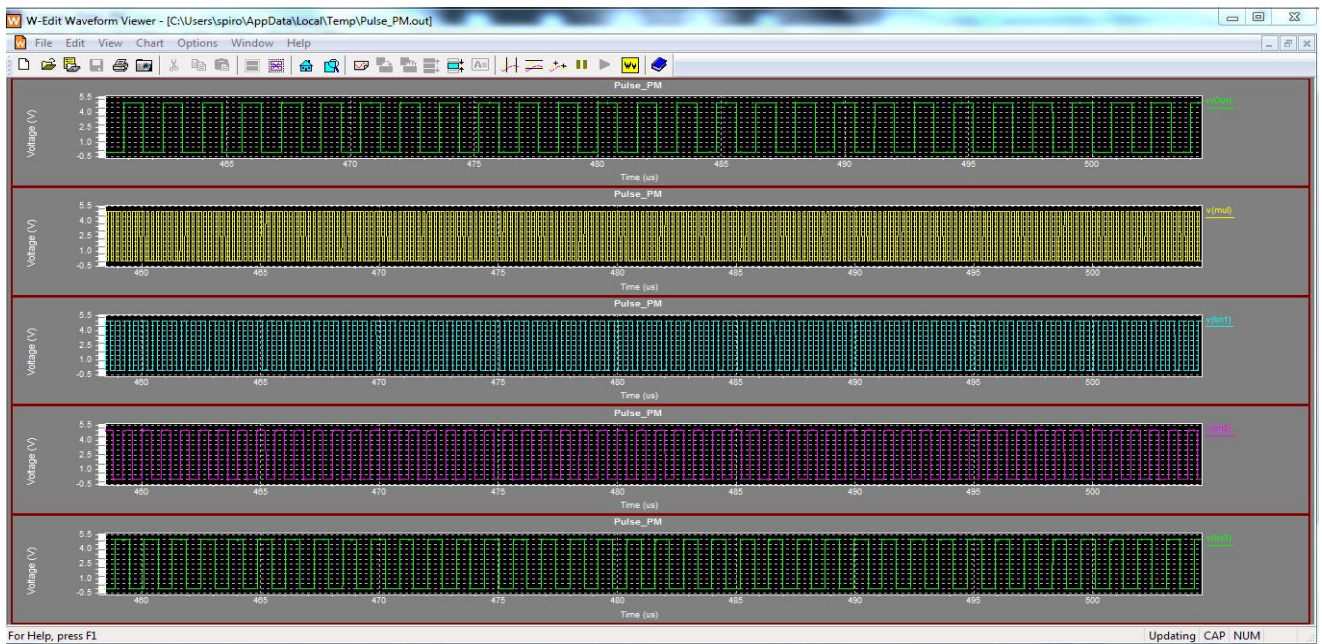 W-Edit Waveform Viewer - [C:\Users\spiro\AppData\Local\Temp\Pulse_PM.out]
File Edit View Chart Options Window Help
Pulse_PM
v(Out)
Voltage (V)
5.5
4.0
2.5
1.0
-0.5
465 470 475 480 485 490 495 500
Time (us)
Pulse_PM
v(mul)
Voltage (V)
5.5
4.0
2.5
1.0
-0.5
460 465 470 475 480 485 490 495 500
Time (us)
Pulse_PM
v(bit1)
Voltage (V)
5.5
4.0
2.5
1.0
-0.5
460 465 470 475 480 485 490 495 500
Time (us)
Pulse_PM
v(bit2)
Voltage (V)
5.5
4.0
2.5
1.0
-0.5
460 465 470 475 480 485 490 495 500
Time (us)
Pulse_PM
v(bit3)
Voltage (V)
5.5
4.0
2.5
1.0
-0.5
460 465 470 475 480 485 490 495 500
Time (us)
For Help, press F1
Updating CAP NUM